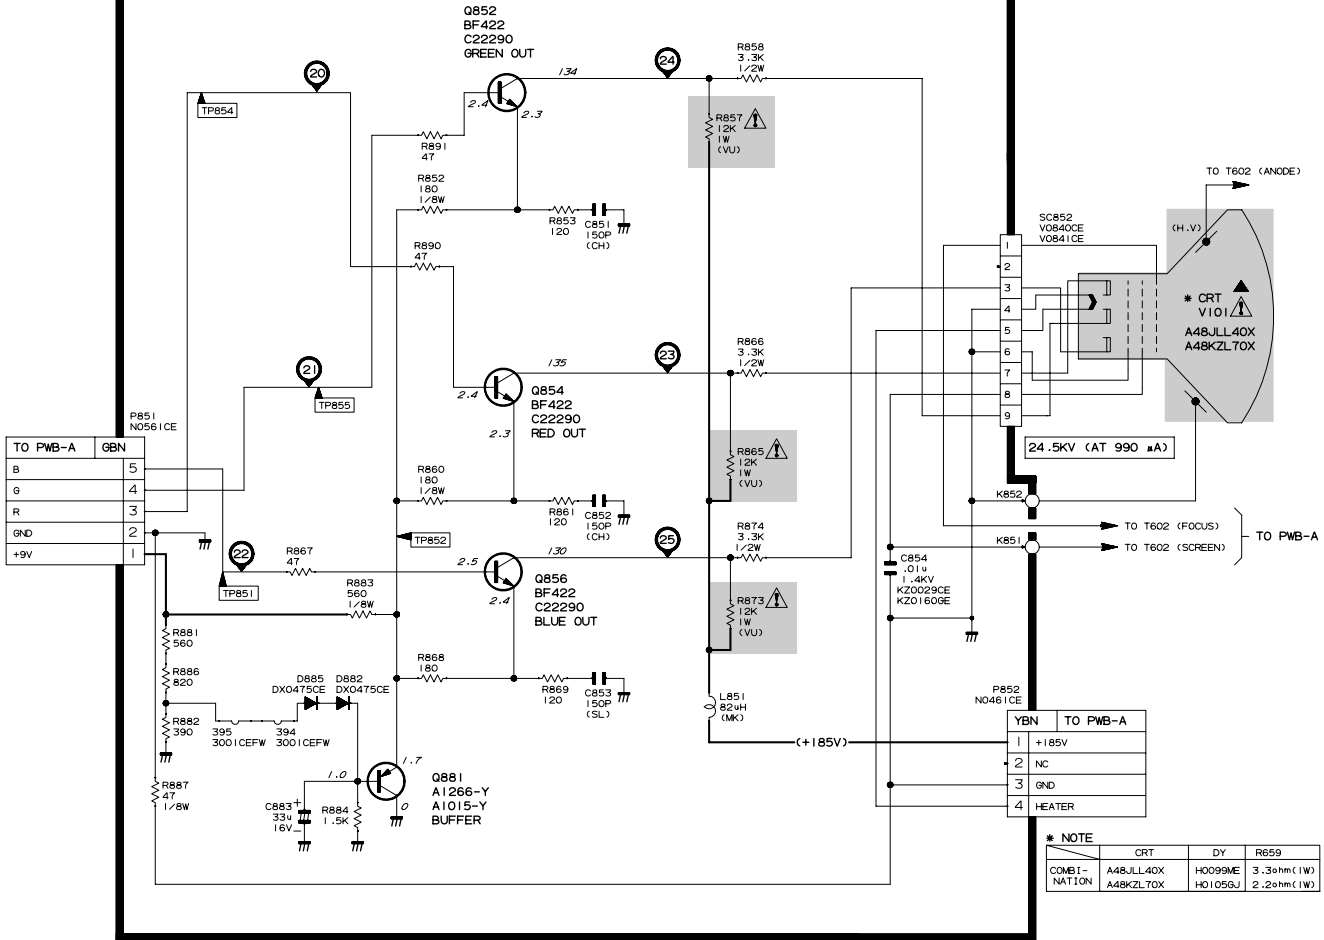 Q852
BF422
C22290
GREEN OUT
134
2.4
2.3
20
TP854
24
R858
3.3K
1/2W
R857
12K
1W
(VU)
R891
47
R852
180
1/8W
R853
120
C851
150P
(CH)
R890
47
TO T602 (ANODE)
SC852
V0840CE
V0841CE
(H.V)
1
2
3
4
5
6
7
8
9
* CRT
V101
A48JLL40X
A48KZL70X
21
TP855
135
2.4
2.3
23
R866
3.3K
1/2W
Q854
BF422
C22290
RED OUT
R865
12K
1W
(VU)
24.5KV (AT 990 µA)
P851
N0561CE
TO PWB-A GBN
B 5
G 4
R 3
GND 2
+9V 1
R860
180
1/8W
R861
120
C852
150P
(CH)
TP852
K852
TO T602 (FOCUS)
K851
TO T602 (SCREEN)
TO PWB-A
22
TP851
R867
47
2.5
130
2.4
25
R874
3.3K
1/2W
Q856
BF422
C22290
BLUE OUT
R873
12K
1W
(VU)
C854
.01u
1.4KV
KZ0029CE
KZ0160GE
R883
560
1/8W
R881
560
R886
820
R882
390
D885
DX0475CE
D882
DX0475CE
395
3001CEFW
394
3001CEFW
R868
180
R869
120
C853
150P
(SL)
L851
82uH
(MK)
(+185V)
P852
N0461CE
YBN TO PWB-A
1 +185V
2 NC
3 GND
4 HEATER
R887
47
1/8W
1.0
1.7
0
C883
33u
16V
+
−
R884
1.5K
Q881
A1266-Y
A1015-Y
BUFFER
* NOTE
CRT DY R659
COMBI-
NATION
A48JLL40X H0099ME 3.3ohm(1W)
A48KZL70X H0105GJ 2.2ohm(1W)